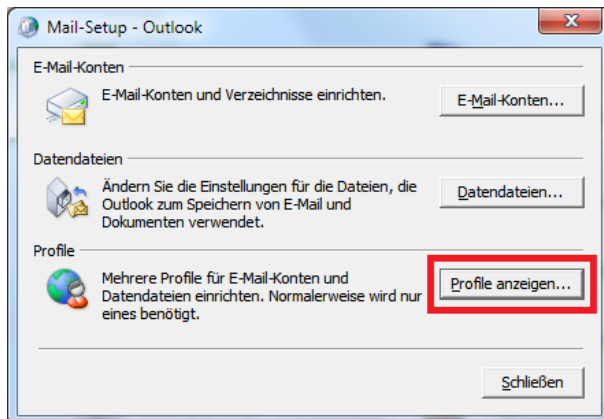 Mail-Setup - Outlook
E-Mail-Konten
E-Mail-Konten und Verzeichnisse einrichten.
E-Mail-Konten...
Datendateien
Ändern Sie die Einstellungen für die Dateien, die
Outlook zum Speichern von E-Mail und
Dokumenten verwendet.
Datendateien...
Profile
Mehrere Profile für E-Mail-Konten und
Datendateien einrichten. Normalerweise wird nur
eines benötigt.
Profile anzeigen...
Schließen